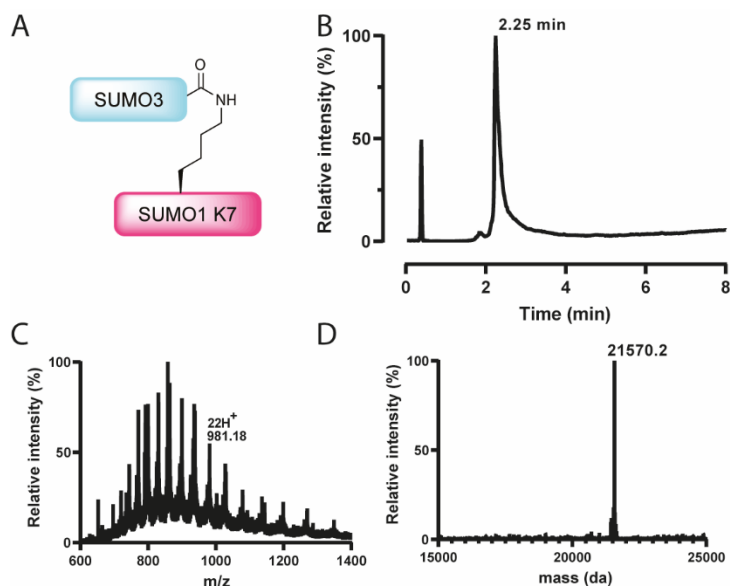 A
O
NH
SUMO3
SUMO1 K7
B
2.25 min
Relative intensity (%)
100
50
0
0 2 4 6 8
Time (min)
C
Relative intensity (%)
100
50
0
22H+
981.18
600 800 1000 1200 1400
m/z
D
21570.2
Relative intensity (%)
100
50
0
15000 20000 25000
mass (da)